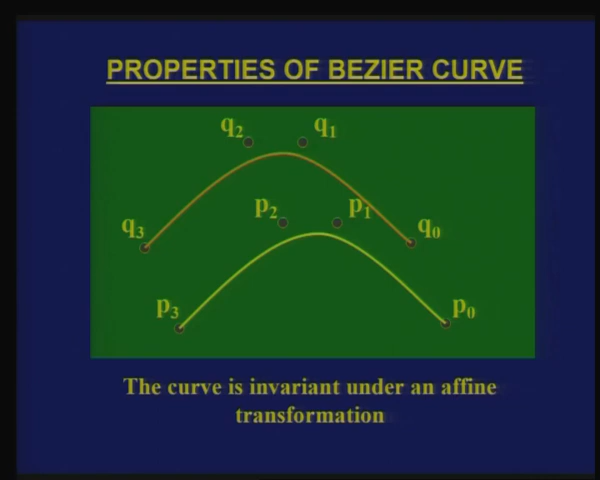 PROPERTIES OF BEZIER CURVE
q₂ q₁
p₂ p₁
q₃ q₀
p₃ p₀
The curve is invariant under an affine
transformation